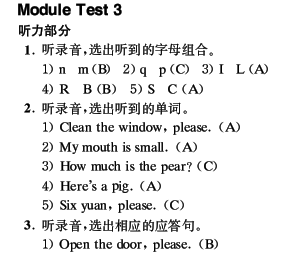 Module Test 3
听力部分
1. 听录音,选出听到的字母组合。
1) n m(B) 2) q p(C) 3) I L(A)
4) R B(B) 5) S C(A)
2. 听录音,选出听到的单词。
1) Clean the window, please.(A)
2) My mouth is small.(A)
3) How much is the pear?(C)
4) Here's a pig.(A)
5) Six yuan, please.(C)
3. 听录音,选出相应的应答句。
1) Open the door, please.(B)